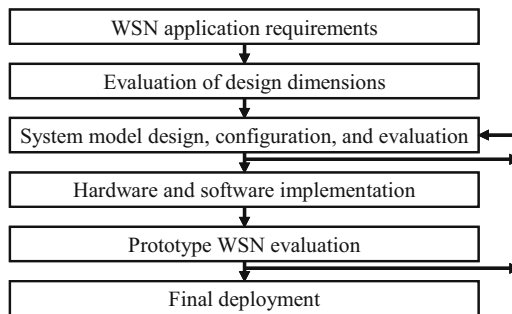 WSN application requirements
Evaluation of design dimensions
System model design, configuration, and evaluation
Hardware and software implementation
Prototype WSN evaluation
Final deployment